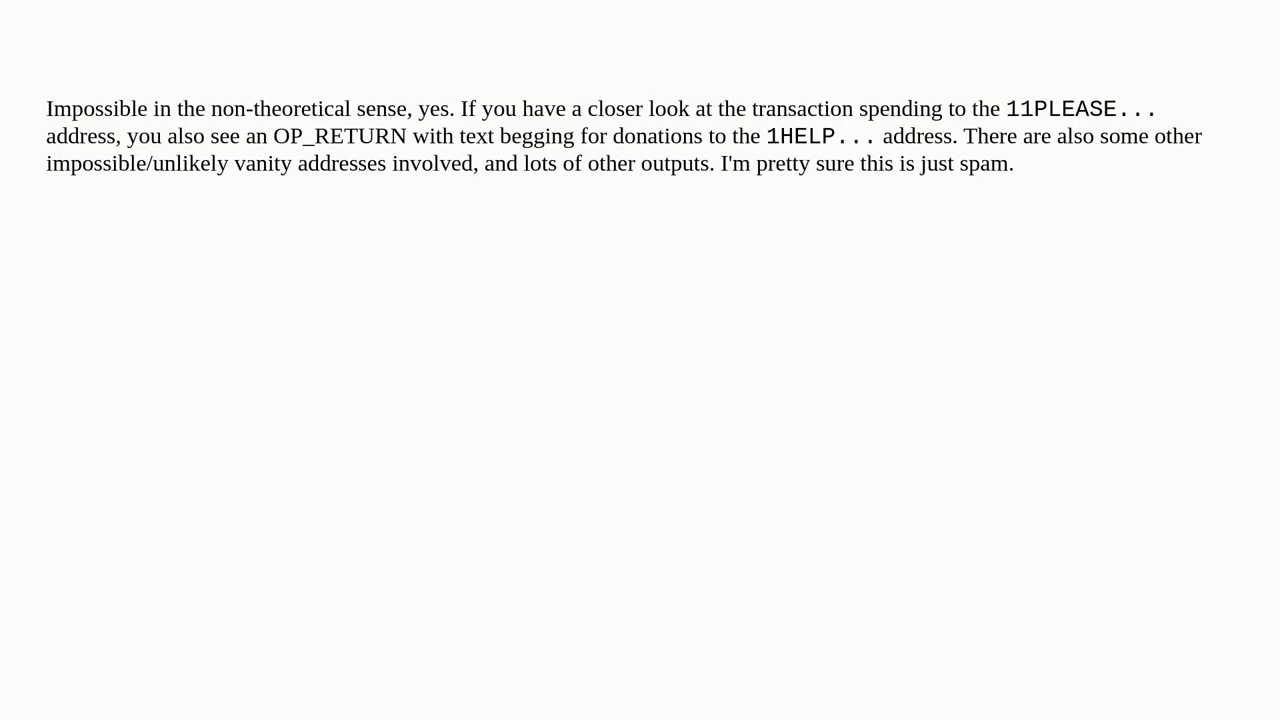 Impossible in the non-theoretical sense, yes. If you have a closer look at the transaction spending to the 11PLEASE...
address, you also see an OP_RETURN with text begging for donations to the 1HELP... address. There are also some other
impossible/unlikely vanity addresses involved, and lots of other outputs. I'm pretty sure this is just spam.